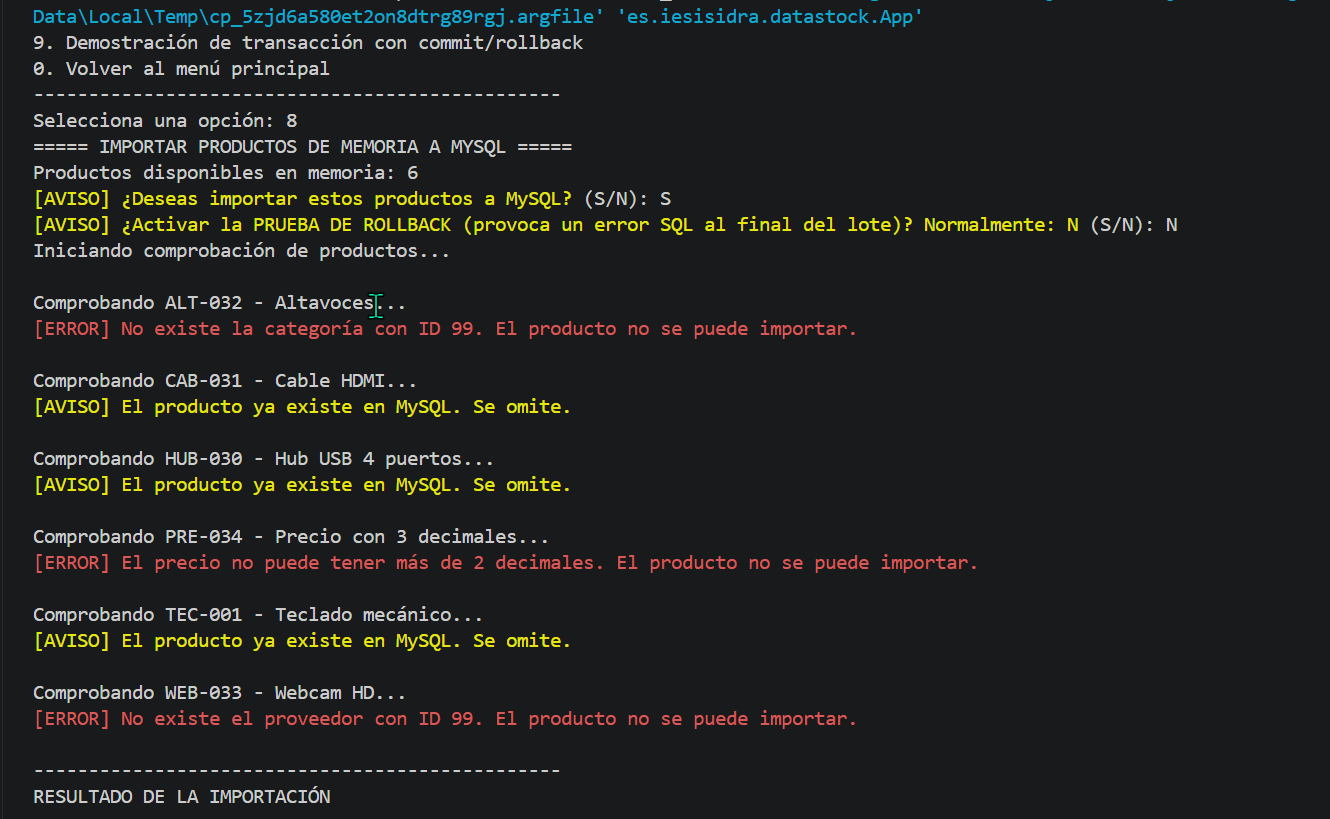 Data\Local\Temp\cp_5zjd6a580et2on8dtrg89rgj.argfile' 'es.iesisidra.datastock.App'
9. Demostración de transacción con commit/rollback
0. Volver al menú principal
------------------------------------------------
Selecciona una opción: 8
===== IMPORTAR PRODUCTOS DE MEMORIA A MYSQL =====
Productos disponibles en memoria: 6
[AVISO] ¿Deseas importar estos productos a MySQL? (S/N): S
[AVISO] ¿Activar la PRUEBA DE ROLLBACK (provoca un error SQL al final del lote)? Normalmente: N (S/N): N
Iniciando comprobación de productos...
Comprobando ALT-032 - Altavoces...
[ERROR] No existe la categoría con ID 99. El producto no se puede importar.
Comprobando CAB-031 - Cable HDMI...
[AVISO] El producto ya existe en MySQL. Se omite.
Comprobando HUB-030 - Hub USB 4 puertos...
[AVISO] El producto ya existe en MySQL. Se omite.
Comprobando PRE-034 - Precio con 3 decimales...
[ERROR] El precio no puede tener más de 2 decimales. El producto no se puede importar.
Comprobando TEC-001 - Teclado mecánico...
[AVISO] El producto ya existe en MySQL. Se omite.
Comprobando WEB-033 - Webcam HD...
[ERROR] No existe el proveedor con ID 99. El producto no se puede importar.
------------------------------------------------
RESULTADO DE LA IMPORTACIÓN